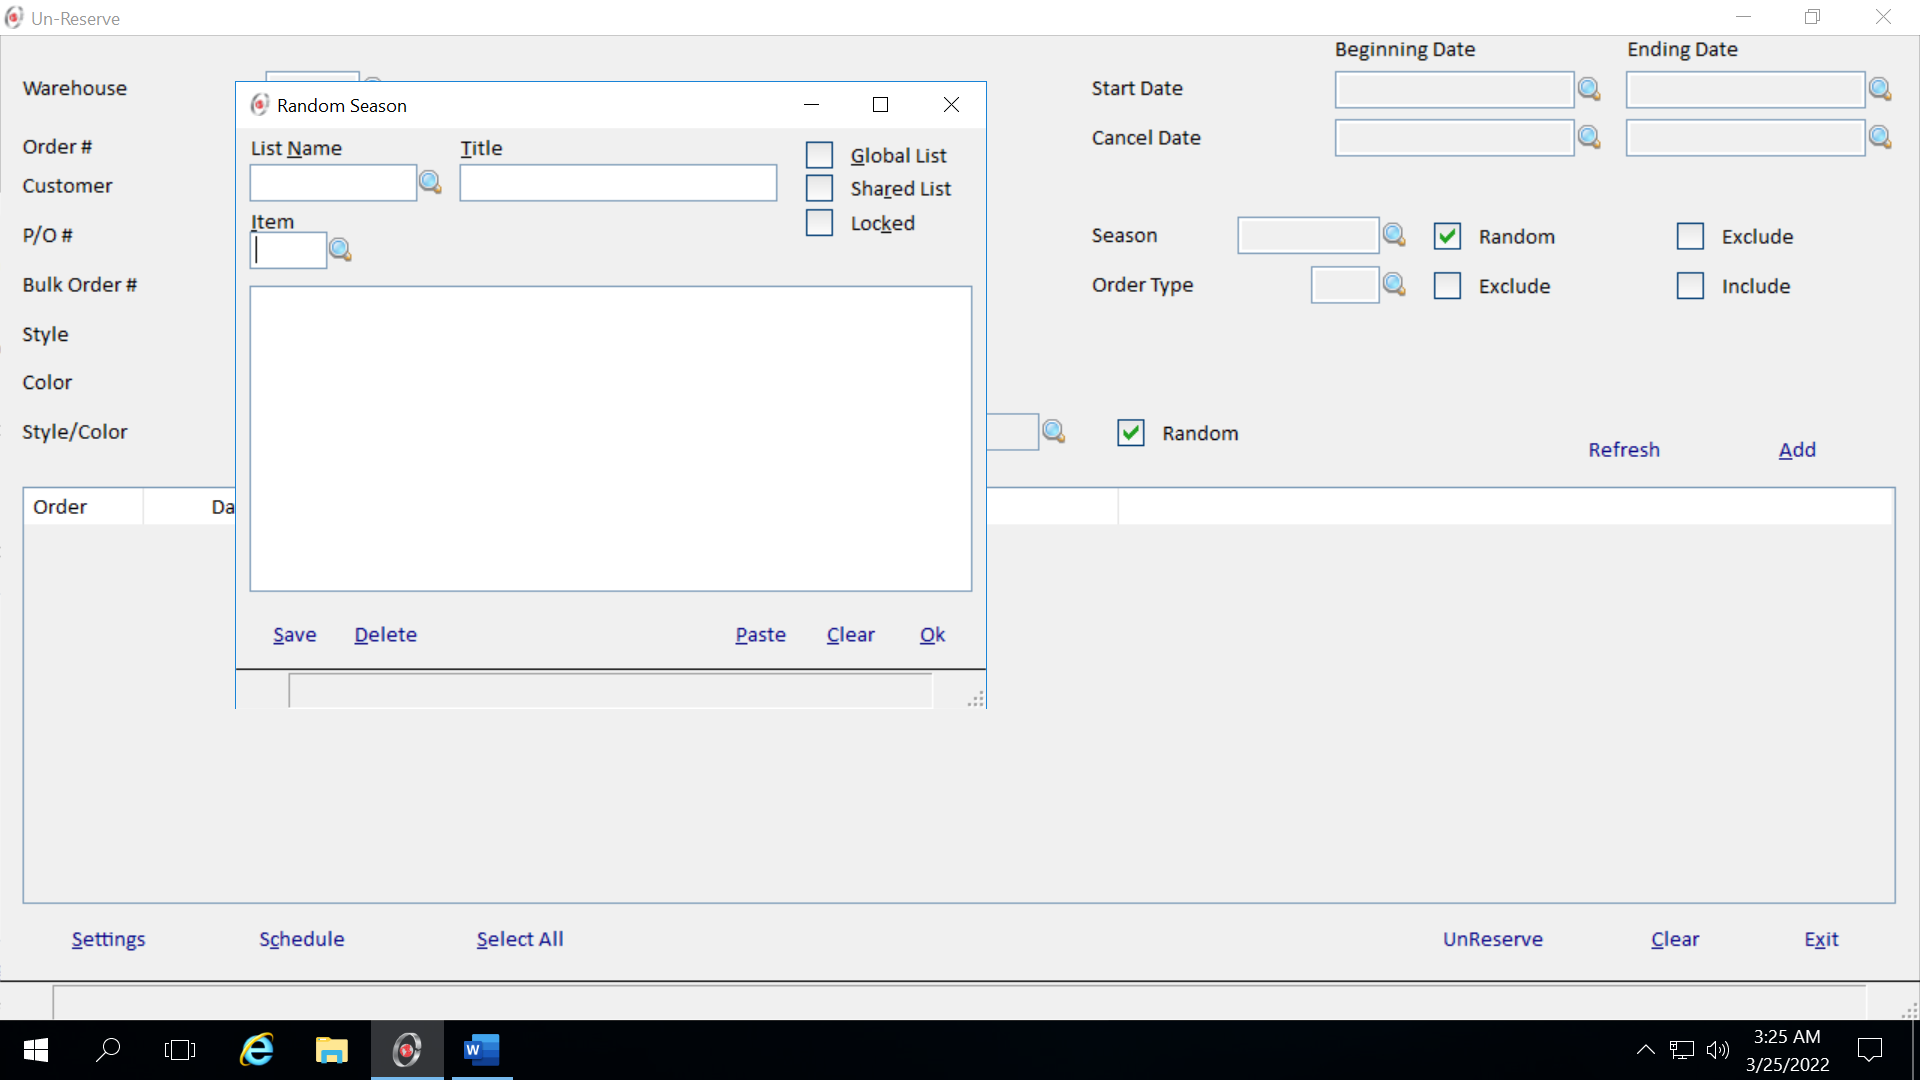 Un-Reserve
Beginning Date Ending Date
Warehouse
Start Date
Random Season
Cancel Date
Order #
List Name Title
Global List
Customer
Shared List
Item
Locked
P/O #
Season Random Exclude
Bulk Order #
Order Type Exclude Include
Style
Color
Style/Color
Random
Refresh Add
Order Da
Save Delete Paste Clear Ok
Settings Schedule Select All UnReserve Clear Exit
3:25 AM
3/25/2022